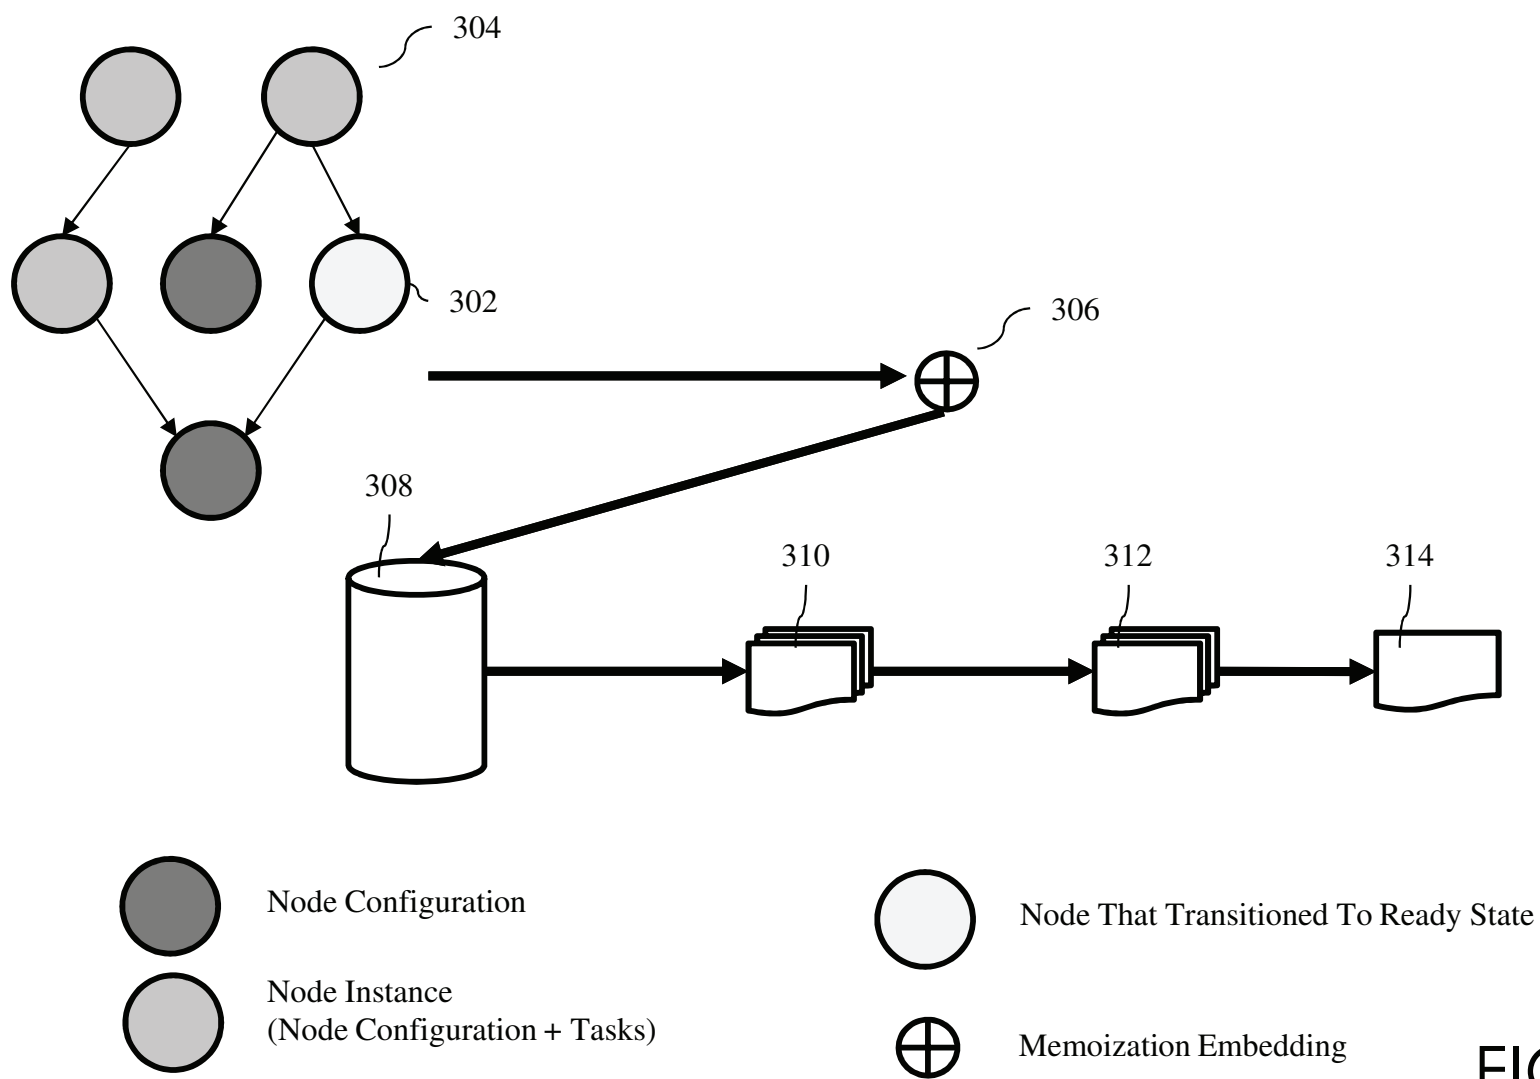 304
302
306
308
310
312
314
Node Configuration
Node That Transitioned To Ready State
Node Instance
(Node Configuration + Tasks)
Memoization Embedding